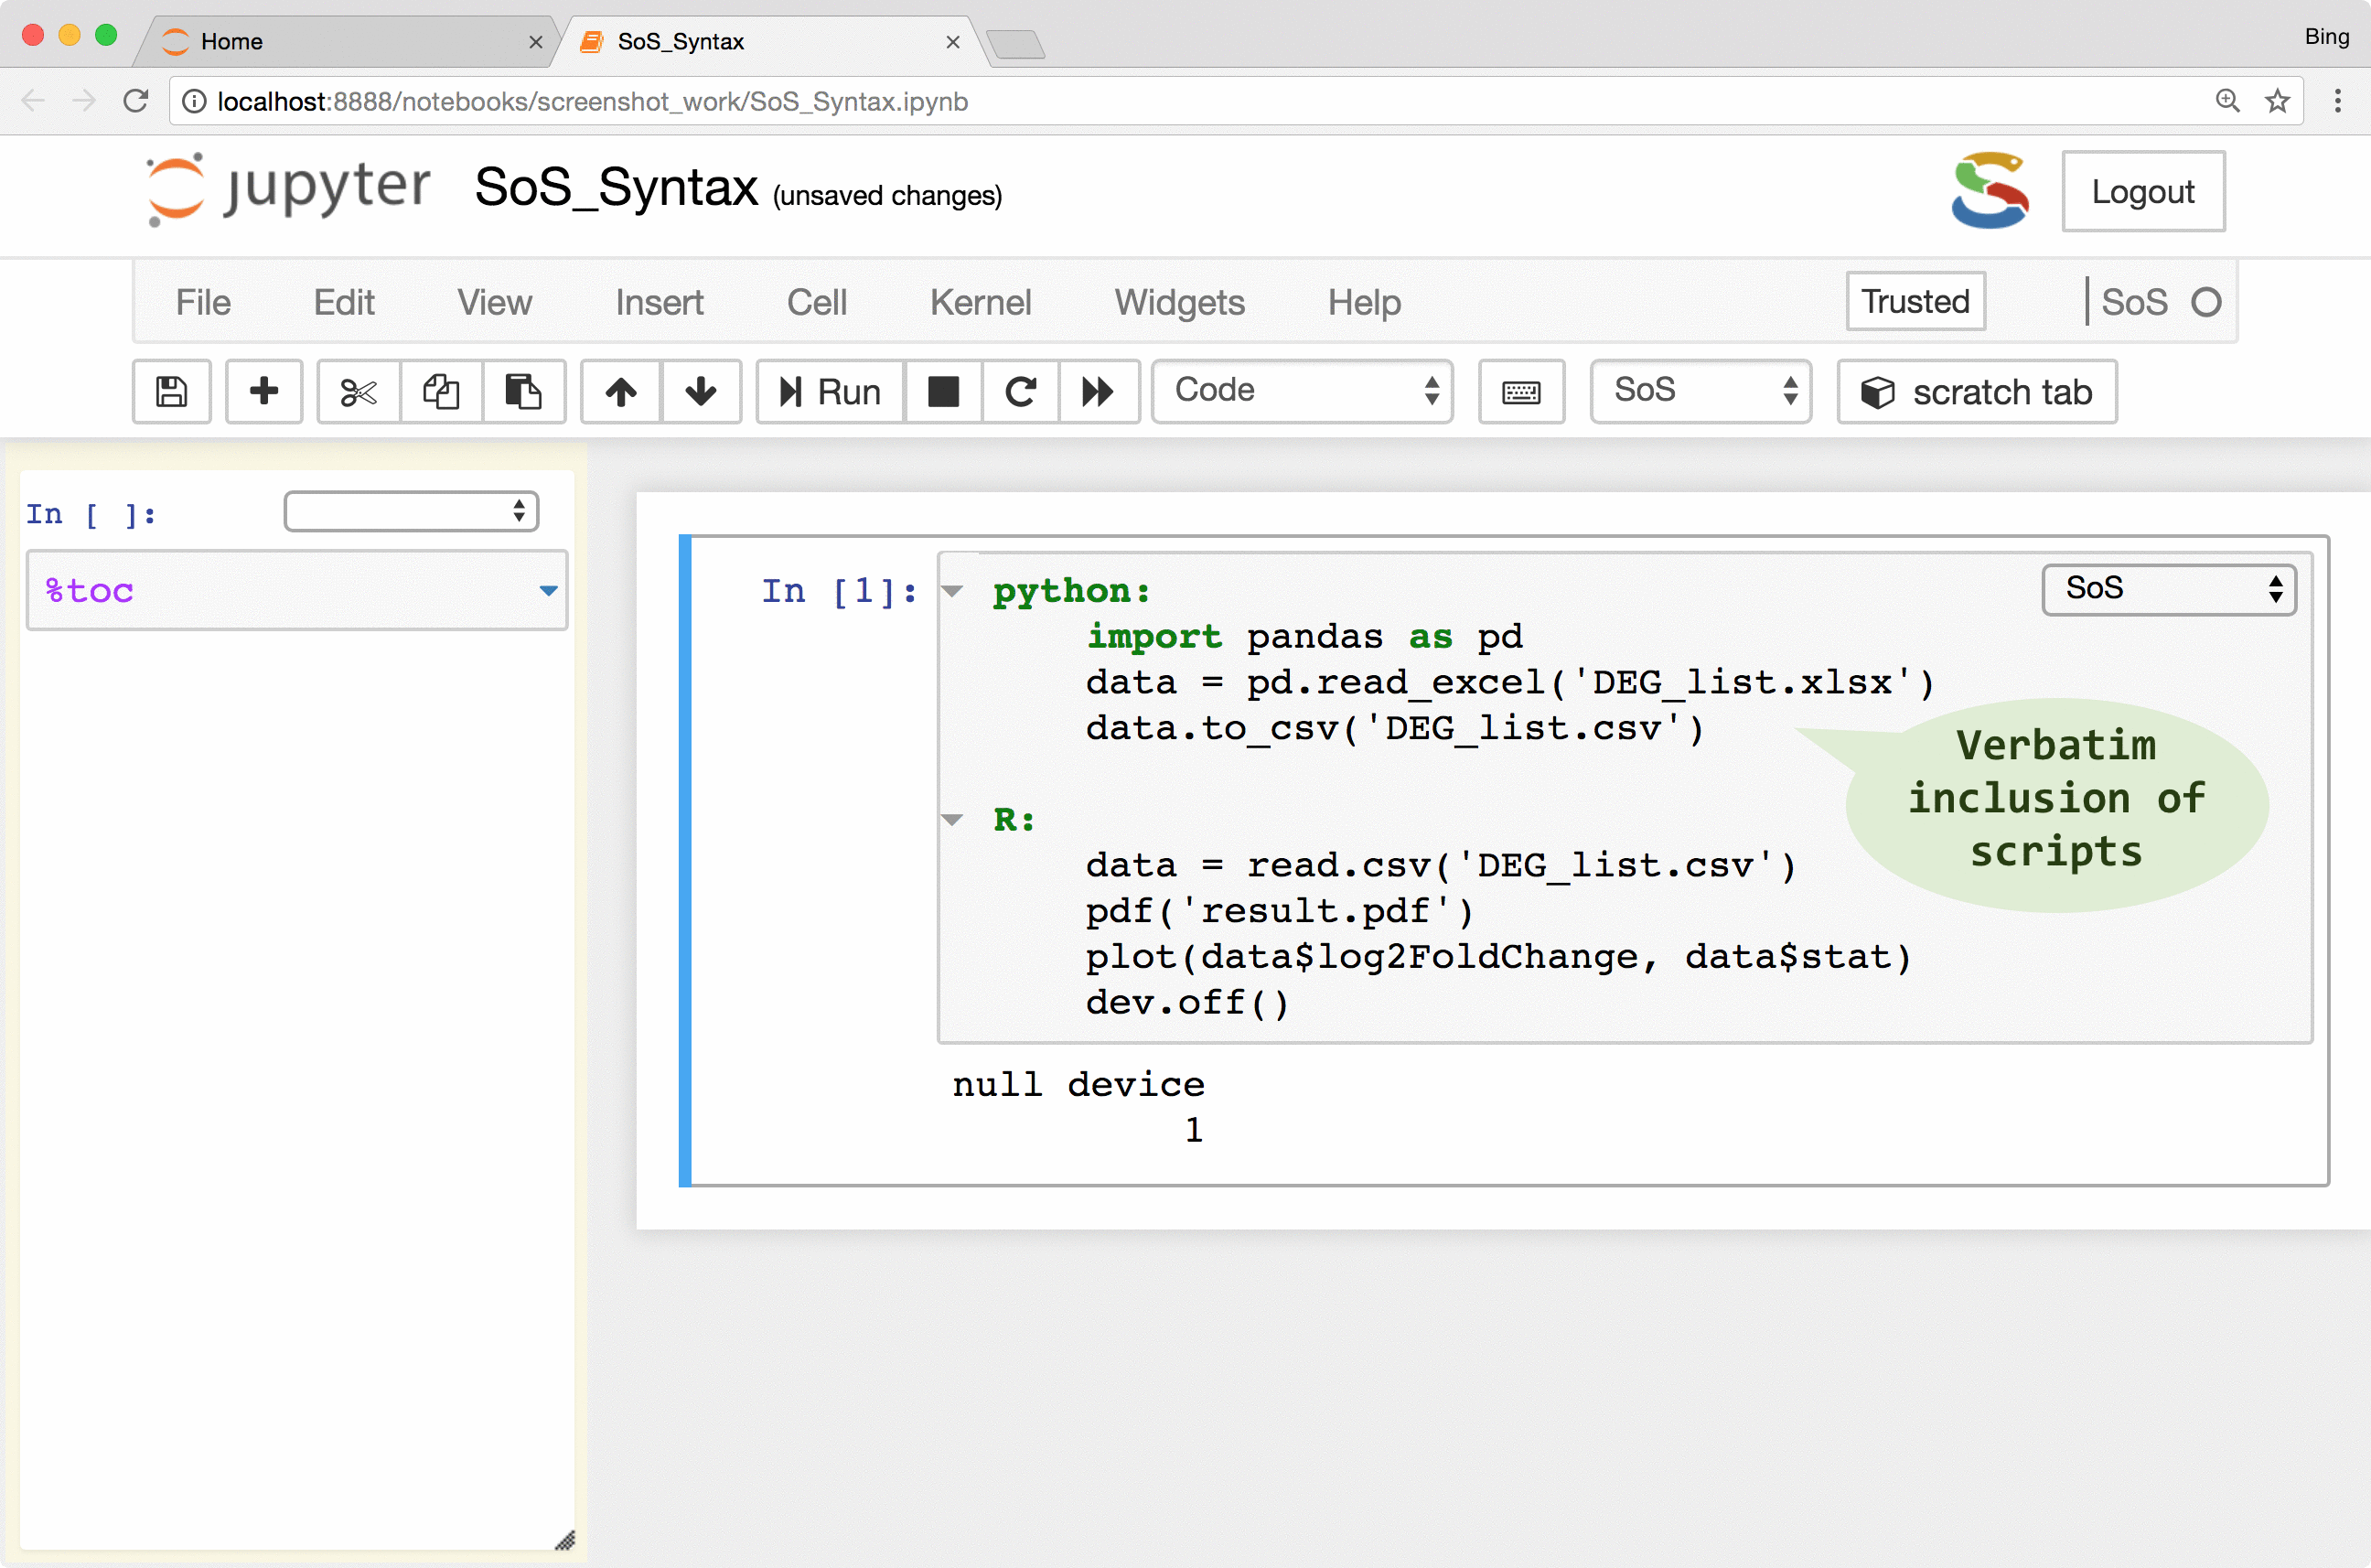 Home
SoS_Syntax
Bing
localhost:8888/notebooks/screenshot_work/SoS_Syntax.ipynb
jupyter
SoS_Syntax (unsaved changes)
Logout
File Edit View Insert Cell Kernel Widgets Help Trusted SoS
Run Code SoS scratch tab
In [ ]:
%toc
In [1]:
python:
SoS
import pandas as pd
data = pd.read_excel('DEG_list.xlsx')
data.to_csv('DEG_list.csv')
Verbatim
inclusion of
scripts
R:
data = read.csv('DEG_list.csv')
pdf('result.pdf')
plot(data$log2FoldChange, data$stat)
dev.off()
null device
1